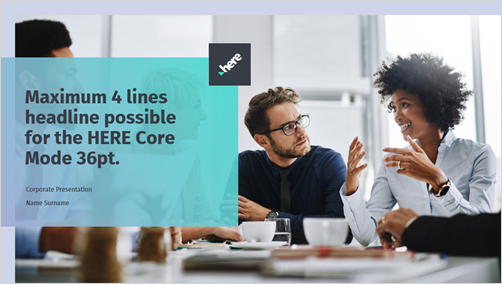 here
Maximum 4 lines
headline possible
for the HERE Core
Mode 36pt.
Corporate Presentation
Name Surname